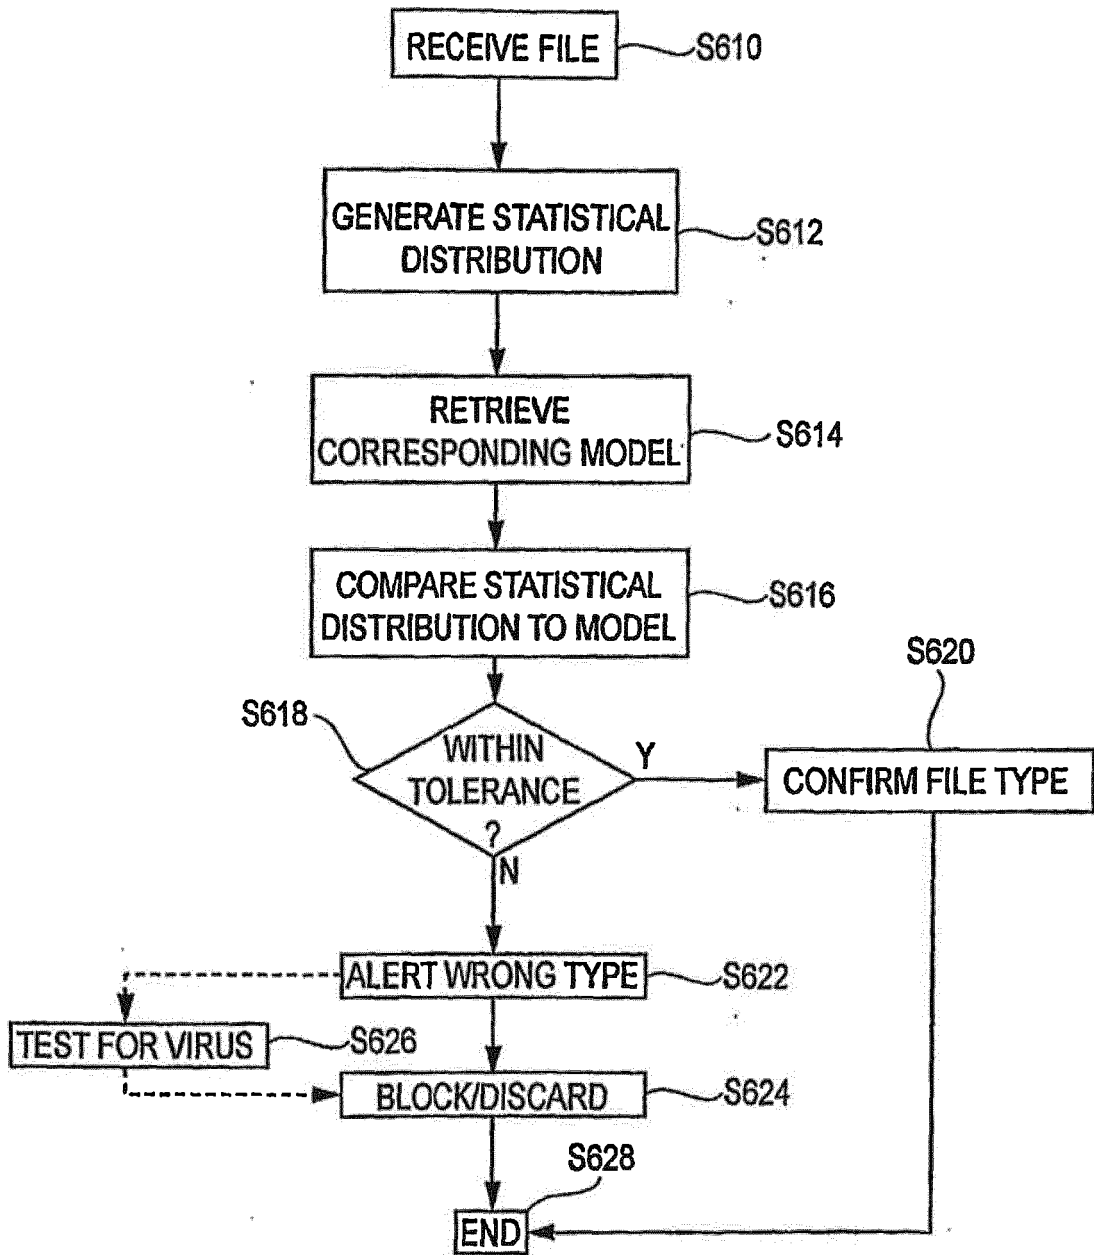 RECEIVE FILE
S610
GENERATE STATISTICAL
DISTRIBUTION
S612
RETRIEVE
CORRESPONDING MODEL
S614
COMPARE STATISTICAL
DISTRIBUTION TO MODEL
S616
S618
WITHIN
TOLERANCE
?
Y
N
S620
CONFIRM FILE TYPE
ALERT WRONG TYPE
S622
TEST FOR VIRUS
S626
BLOCK/DISCARD
S624
S628
END